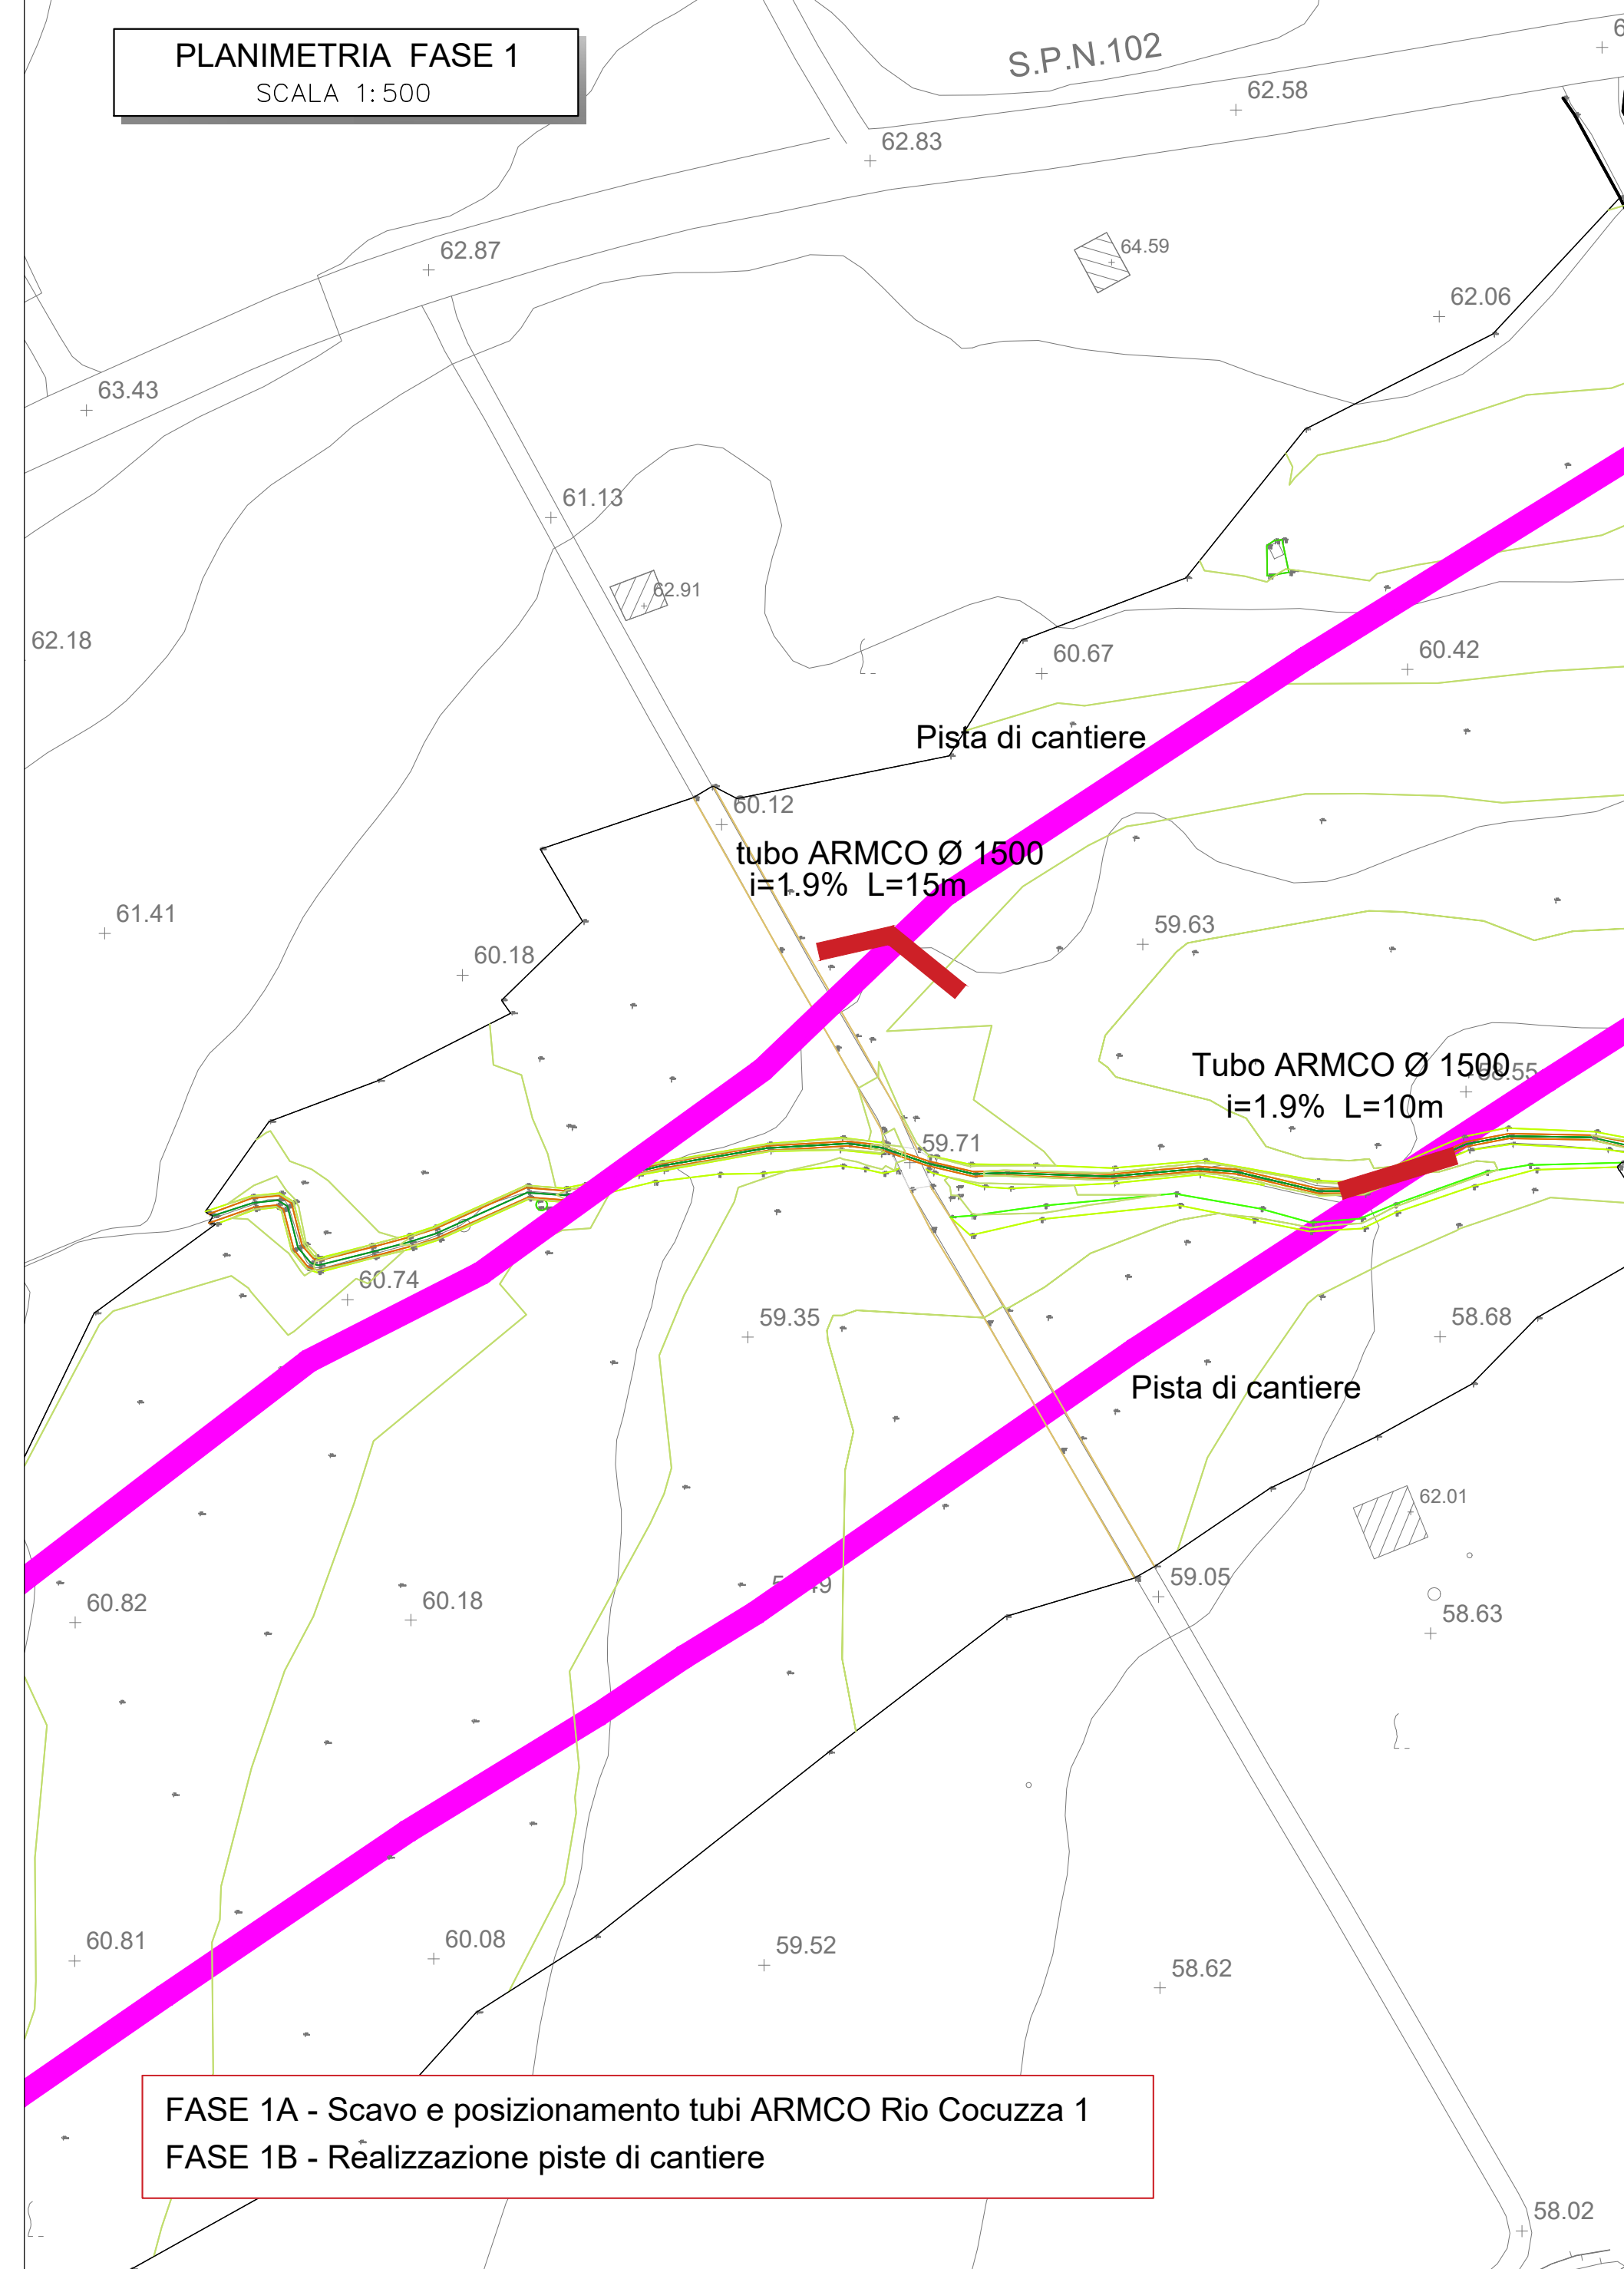 PLANIMETRIA FASE 1
SCALA 1:500
S.P.N.102
62.58
62.83
62.87
64.59
62.06
63.43
61.13
62.91
62.18
60.67
60.42
Pista di cantiere
60.12
tubo ARMCO Ø 1500
i=1.9% L=15m
61.41
59.63
60.18
Tubo ARMCO Ø 1500
58.55
i=1.9% L=10m
59.71
60.74
59.35
58.68
Pista di cantiere
62.01
59.05
60.82
60.18
58.63
60.81
60.08
59.52
58.62
FASE 1A - Scavo e posizionamento tubi ARMCO Rio Cocuzza 1
FASE 1B - Realizzazione piste di cantiere
58.02